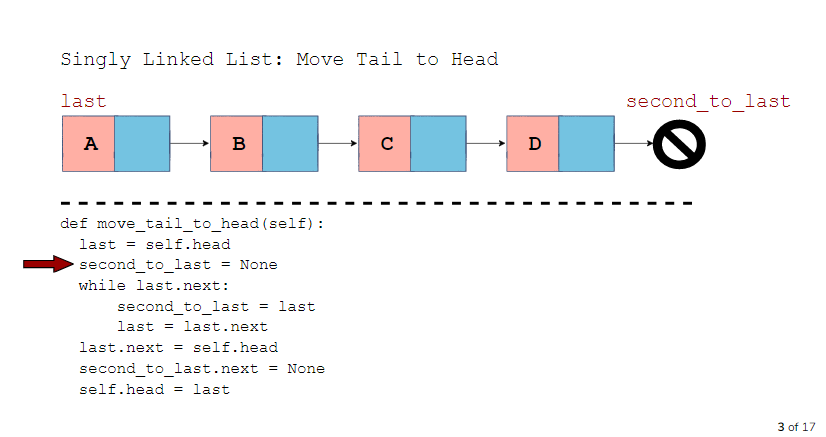 Singly Linked List: Move Tail to Head
last second_to_last
A B C D
def move_tail_to_head(self):
last = self.head
second_to_last = None
while last.next:
second_to_last = last
last = last.next
last.next = self.head
second_to_last.next = None
self.head = last
3 of 17